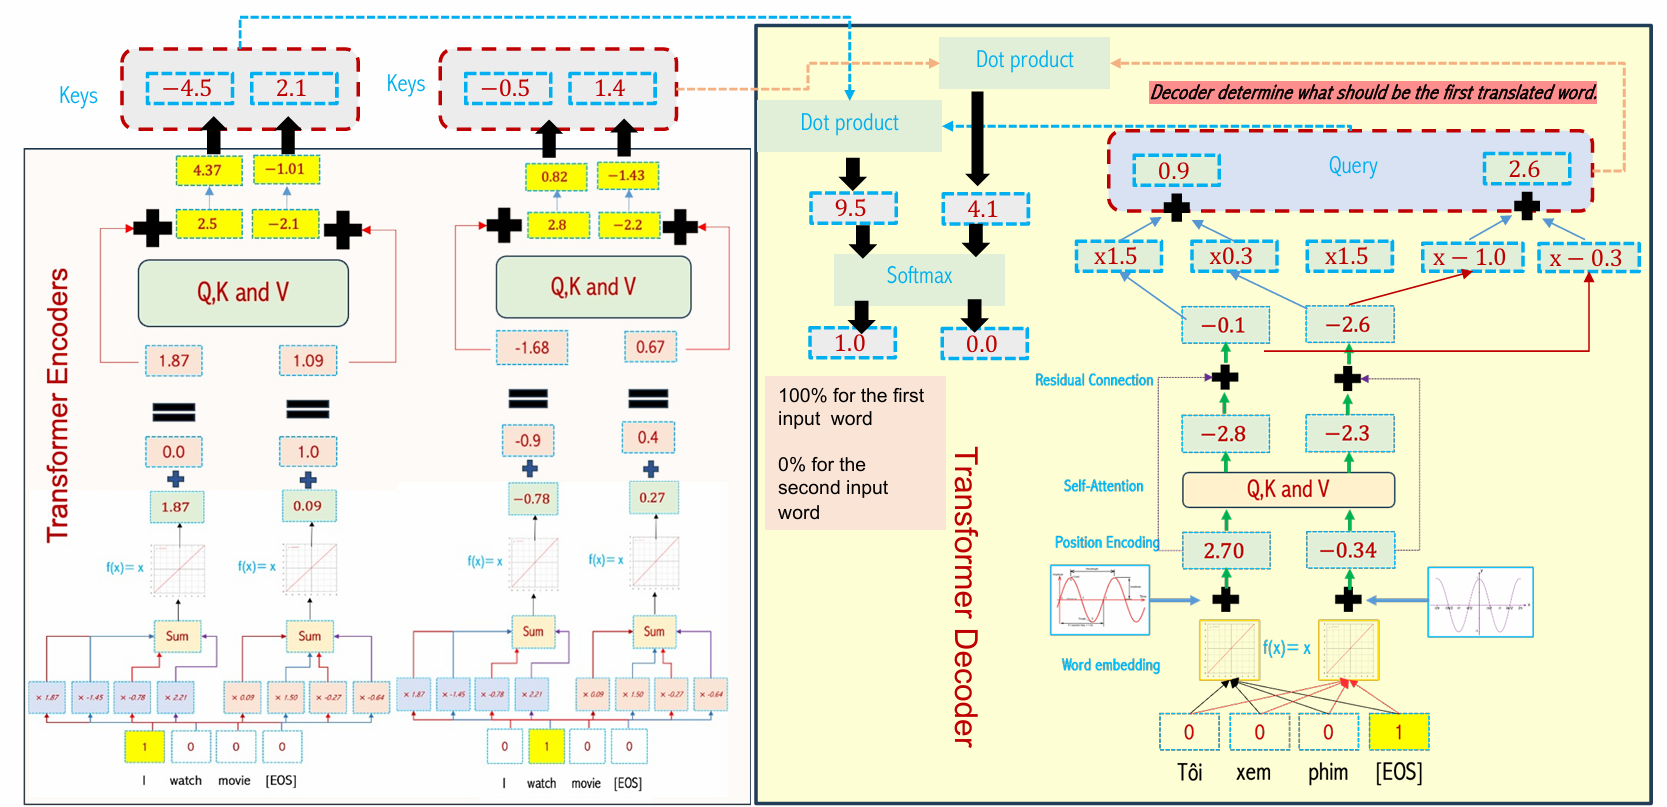 Keys
−4.5
2.1
Keys
−0.5
1.4
Dot product
Dot product
Decoder determine what should be the first translated word.
Query
0.9
2.6
4.37
−1.01
0.82
−1.43
2.5
−2.1
2.8
−2.2
9.5
4.1
x1.5
x0.3
x1.5
x − 1.0
x − 0.3
Q,K and V
Q,K and V
Softmax
Transformer Encoders
1.87
1.09
-1.68
0.67
1.0
0.0
−0.1
−2.6
Residual Connection
100% for the first
input word
0% for the
second input
word
0.0
1.0
-0.9
0.4
−2.8
−2.3
Transformer Decoder
Self-Attention
Q,K and V
1.87
0.09
−0.78
0.27
Position Encoding
2.70
−0.34
f(x)= x
f(x)= x
f(x)= x
f(x)= x
Sum
Sum
Sum
Sum
Word embedding
f(x)= x
× 1.87
× -1.45
× -0.78
× 2.21
× 0.09
× 1.50
× -0.27
× -0.64
× 1.87
× -1.45
× -0.78
× 2.21
× 0.09
× 1.50
× -0.27
× -0.64
1
0
0
0
0
1
0
0
0
0
0
1
I
watch
movie
[EOS]
I
watch
movie
[EOS]
Tôi
xem
phim
[EOS]